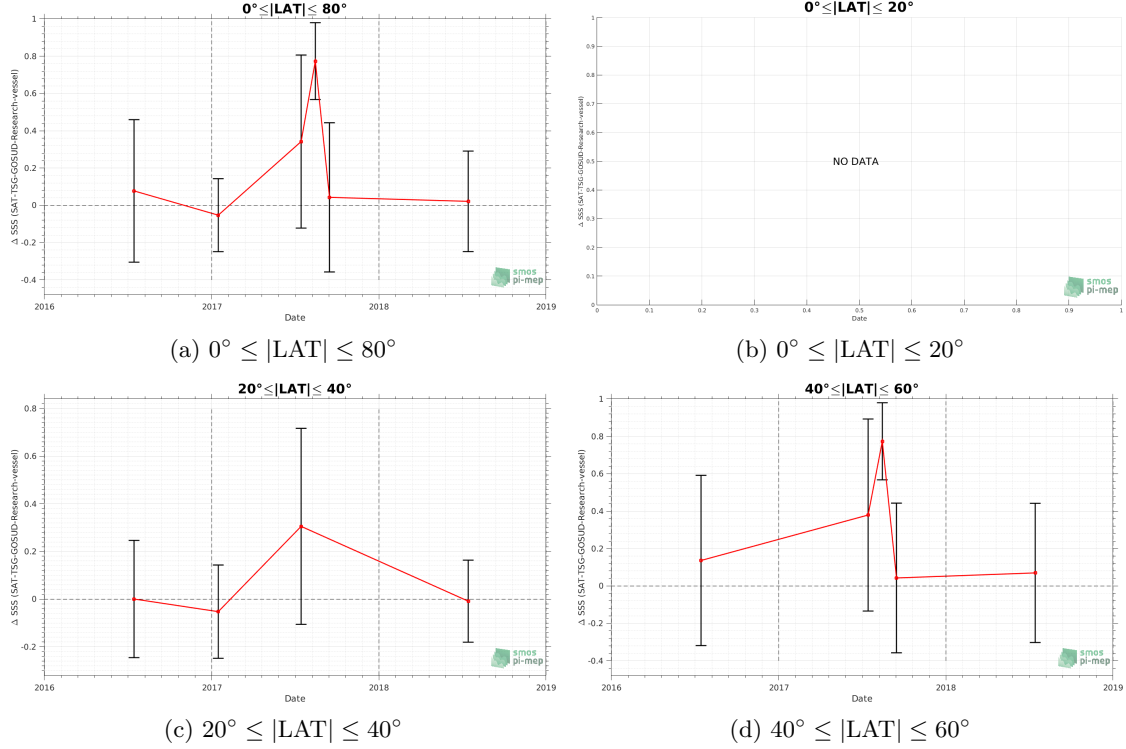 0°≤|LAT|≤ 80°
Δ SSS (SAT-TSG-GOSUD-Research-vessel)
1
0.8
0.6
0.4
0.2
0
-0.2
-0.4
2016
2017
2018
2019
Date
smos
pi-mep
(a) 0° ≤ |LAT| ≤ 80°
0°≤|LAT|≤ 20°
Δ SSS (SAT-TSG-GOSUD-Research-vessel)
1
0.9
0.8
0.7
0.6
0.5
0.4
0.3
0.2
0.1
0
NO DATA
0
0.1
0.2
0.3
0.4
0.5
0.6
0.7
0.8
0.9
1
Date
smos
pi-mep
(b) 0° ≤ |LAT| ≤ 20°
20°≤|LAT|≤ 40°
Δ SSS (SAT-TSG-GOSUD-Research-vessel)
0.8
0.6
0.4
0.2
0
-0.2
2016
2017
2018
2019
Date
smos
pi-mep
(c) 20° ≤ |LAT| ≤ 40°
40°≤|LAT|≤ 60°
Δ SSS (SAT-TSG-GOSUD-Research-vessel)
1
0.8
0.6
0.4
0.2
0
-0.2
-0.4
2016
2017
2018
2019
Date
smos
pi-mep
(d) 40° ≤ |LAT| ≤ 60°